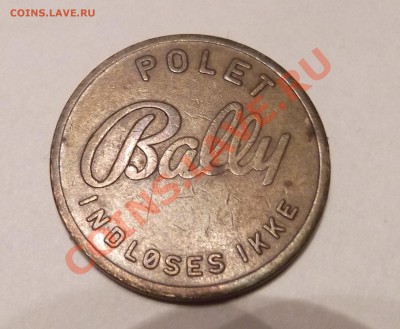 COINS.LAVE.RU
POLET
Bally
INDLØSES IKKE
COINS.LAVE.RU